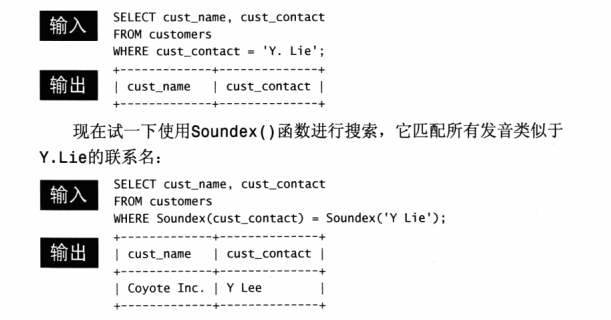 输入
SELECT cust_name, cust_contact
FROM customers
WHERE cust_contact = 'Y. Lie';
输出
+-------------+--------------+
| cust_name   | cust_contact |
+-------------+--------------+
现在试一下使用Soundex()函数进行搜索，它匹配所有发音类似于
Y.Lie的联系名：
输入
SELECT cust_name, cust_contact
FROM customers
WHERE Soundex(cust_contact) = Soundex('Y Lie');
输出
+-------------+--------------+
| cust_name   | cust_contact |
+-------------+--------------+
| Coyote Inc. | Y Lee        |
+-------------+--------------+